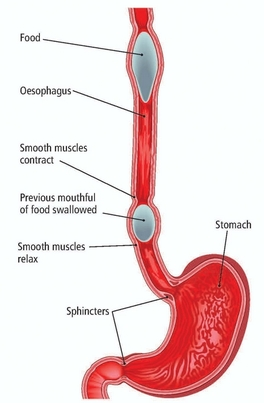 Food
Oesophagus
Smooth muscles
contract
Previous mouthful
of food swallowed
Stomach
Smooth muscles
relax
Sphincters